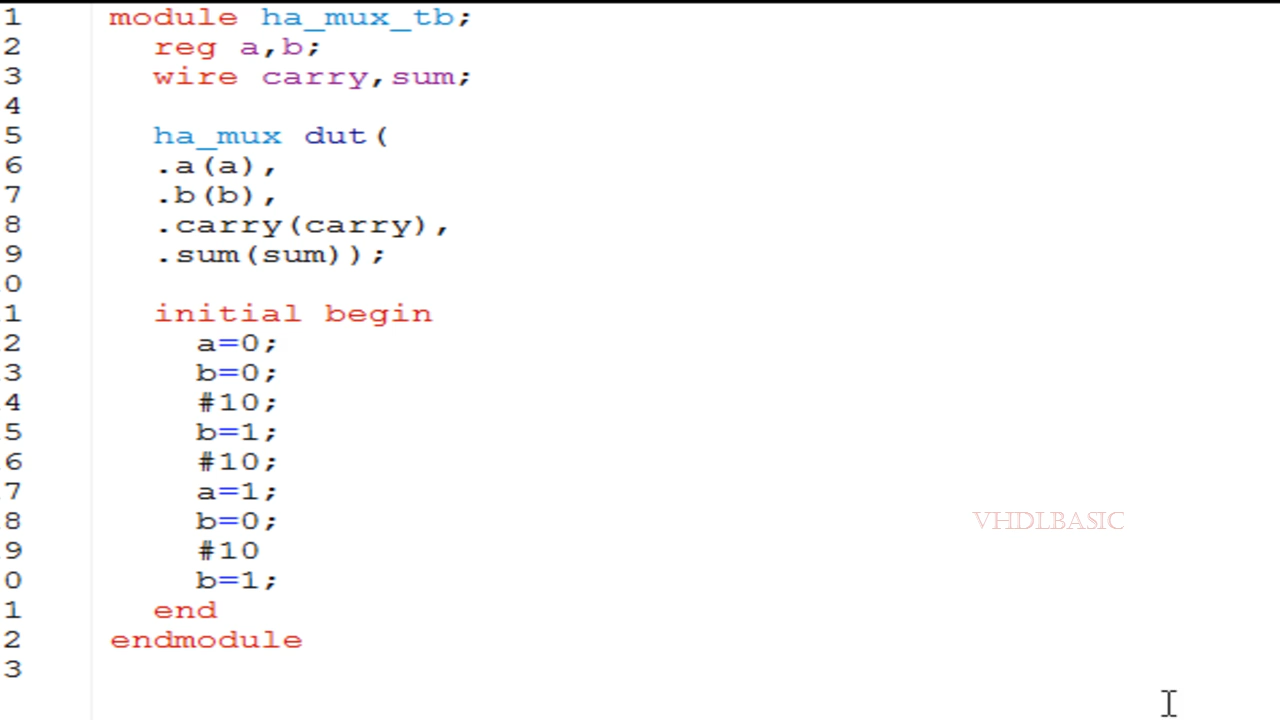 1 module ha_mux_tb;
2 reg a,b;
3 wire carry,sum;
4
5 ha_mux dut(
6 .a(a),
7 .b(b),
8 .carry(carry),
9 .sum(sum));
0
1 initial begin
2 a=0;
3 b=0;
4 #10;
5 b=1;
6 #10;
7 a=1;
8 b=0;
9 #10
0 b=1;
1 end
2 endmodule
3
VHDLBASIC